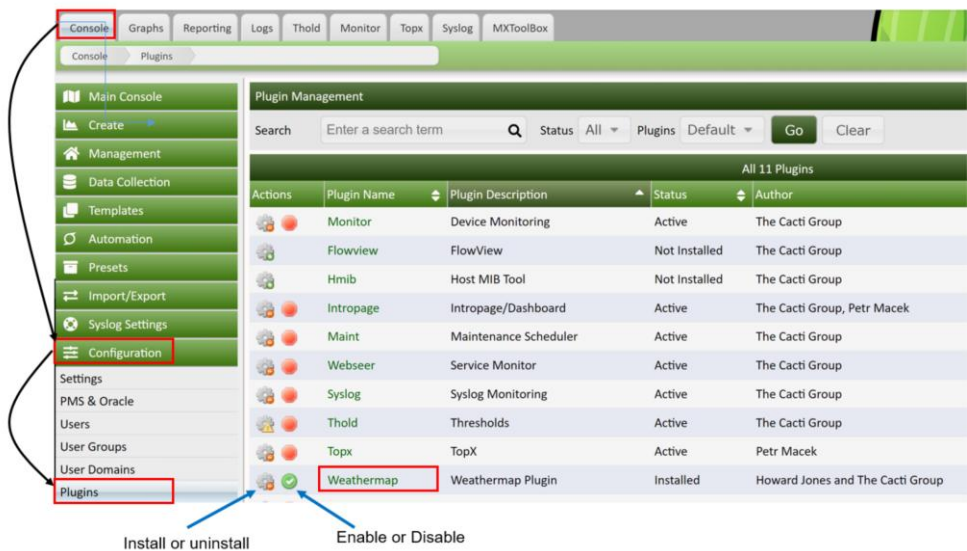 Console Graphs Reporting Logs Thold Monitor Topx Syslog MXToolBox
Console Plugins
Main Console
Create
Management
Data Collection
Templates
Automation
Presets
Import/Export
Syslog Settings
Configuration
Settings
PMS & Oracle
Users
User Groups
User Domains
Plugins
Plugin Management
Search Enter a search term Status All Plugins Default Go Clear
All 11 Plugins
Actions Plugin Name Plugin Description Status Author
Monitor Device Monitoring Active The Cacti Group
Flowview FlowView Not Installed The Cacti Group
Hmib Host MIB Tool Not Installed The Cacti Group
Intropage Intropage/Dashboard Active The Cacti Group, Petr Macek
Maint Maintenance Scheduler Active The Cacti Group
Webseer Service Monitor Active The Cacti Group
Syslog Syslog Monitoring Active The Cacti Group
Thold Thresholds Active The Cacti Group
Topx TopX Active Petr Macek
Weathermap Weathermap Plugin Installed Howard Jones and The Cacti Group
Install or uninstall
Enable or Disable